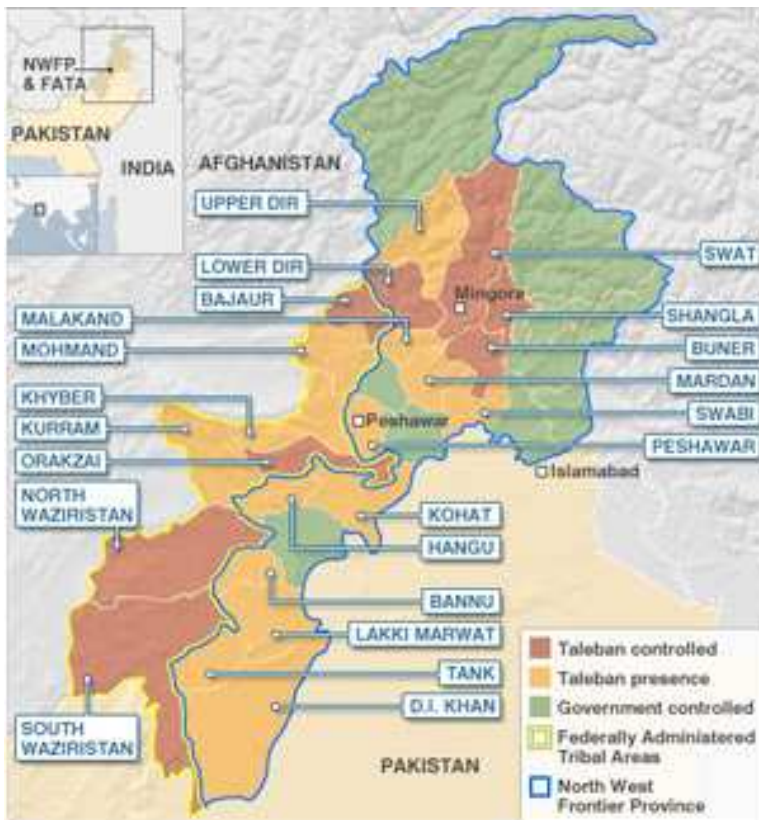 NWFP
& FATA
PAKISTAN
INDIA
AFGHANISTAN
UPPER DIR
LOWER DIR
BAJAUR
MALAKAND
MOHMAND
KHYBER
KURRAM
ORAKZAI
NORTH
WAZIRISTAN
SOUTH
WAZIRISTAN
Mingora
Peshawar
Islamabad
SWAT
SHANGLA
BUNER
MARDAN
SWABI
PESHAWAR
KOHAT
HANGU
BANNU
LAKKI MARWAT
TANK
D.I. KHAN
PAKISTAN
Taleban controlled
Taleban presence
Government controlled
Federally Administered
Tribal Areas
North West
Frontier Province